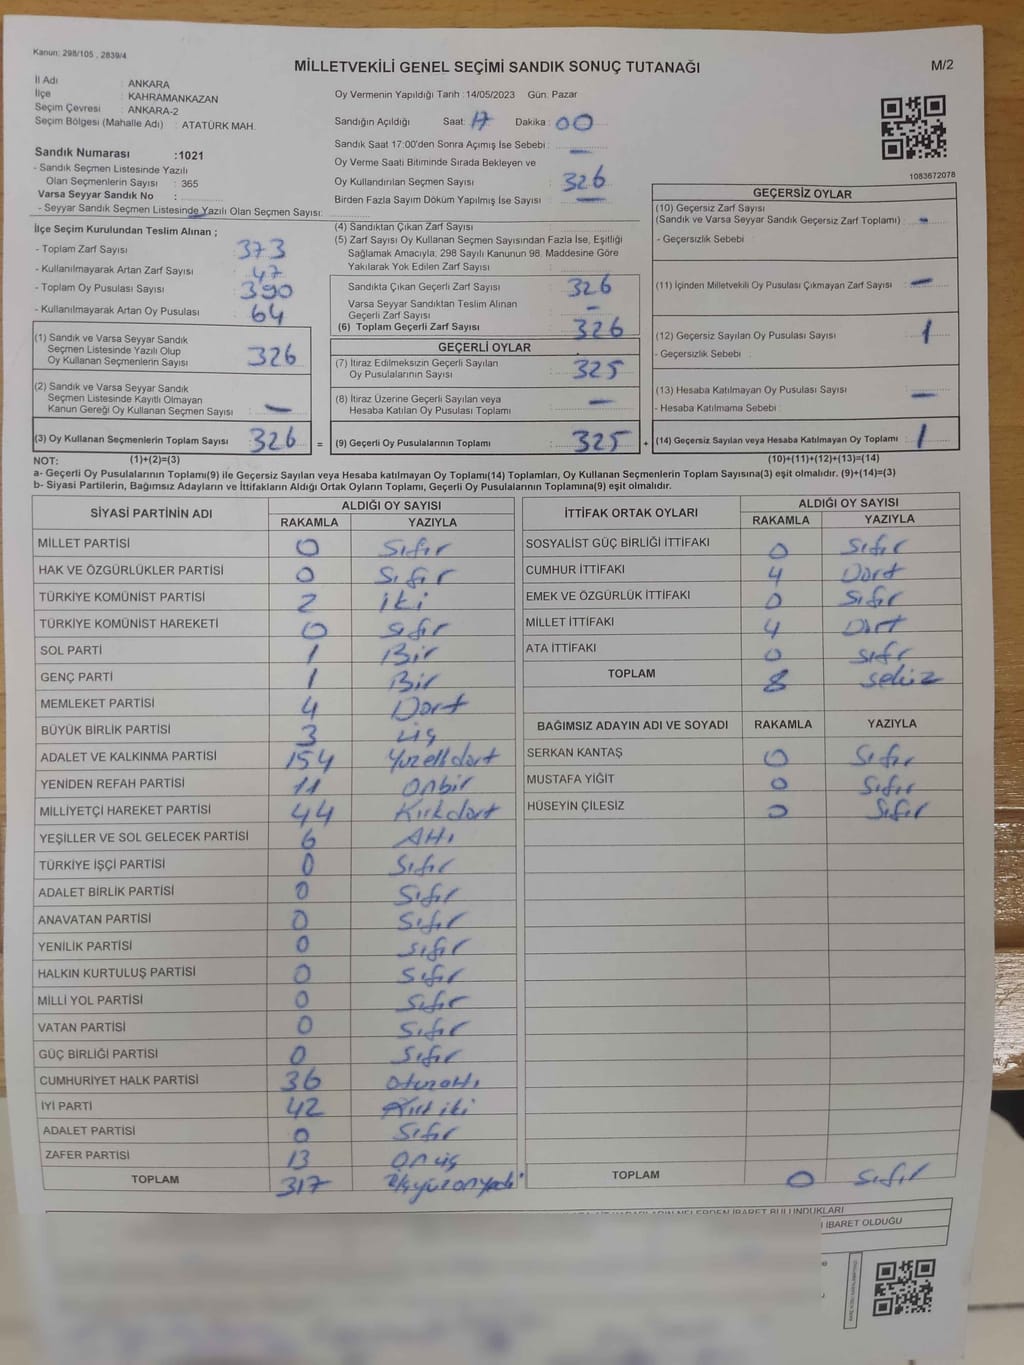 Kanun: 298/105 , 2839/4
MİLLETVEKİLİ GENEL SEÇİMİ SANDIK SONUÇ TUTANAĞI
M/2
İl Adı : ANKARA
İlçe : KAHRAMANKAZAN
Seçim Çevresi : ANKARA-2
Seçim Bölgesi (Mahalle Adı) : ATATÜRK MAH.
Oy Vermenin Yapıldığı Tarih :14/05/2023 Gün: Pazar
Sandığın Açıldığı Saat: 17 Dakika : 00
Sandık Saat 17:00'den Sonra Açımış İse Sebebi : —
Oy Verme Saati Bitiminde Sırada Bekleyen ve
Oy Kullandırılan Seçmen Sayısı : 326
Birden Fazla Sayım Döküm Yapılmış İse Sayısı : —
1083672078
Sandık Numarası :1021
- Sandık Seçmen Listesinde Yazılı
Olan Seçmenlerin Sayısı : 365
Varsa Seyyar Sandık No :
- Seyyar Sandık Seçmen Listesinde Yazılı Olan Seçmen Sayısı:
İlçe Seçim Kurulundan Teslim Alınan ;
- Toplam Zarf Sayısı : 373
- Kullanılmayarak Artan Zarf Sayısı : 47
- Toplam Oy Pusulası Sayısı : 390
- Kullanılmayarak Artan Oy Pusulası : 64
(1) Sandık ve Varsa Seyyar Sandık
Seçmen Listesinde Yazılı Olup
Oy Kullanan Seçmenlerin Sayısı : 326
(2) Sandık ve Varsa Seyyar Sandık
Seçmen Listesinde Kayıtlı Olmayan
Kanun Gereği Oy Kullanan Seçmen Sayısı : —
(3) Oy Kullanan Seçmenlerin Toplam Sayısı : 326 =
(4) Sandıktan Çıkan Zarf Sayısı :
(5) Zarf Sayısı Oy Kullanan Seçmen Sayısından Fazla İse, Eşitliği
Sağlamak Amacıyla, 298 Sayılı Kanunun 98. Maddesine Göre
Yakılarak Yok Edilen Zarf Sayısı :
Sandıkta Çıkan Geçerli Zarf Sayısı : 326
Varsa Seyyar Sandıktan Teslim Alınan
Geçerli Zarf Sayısı : —
(6) Toplam Geçerli Zarf Sayısı : 326
GEÇERLİ OYLAR
(7) İtiraz Edilmeksizin Geçerli Sayılan
Oy Pusulalarının Sayısı : 325
(8) İtiraz Üzerine Geçerli Sayılan veya
Hesaba Katılan Oy Pusulası Toplamı : —
(9) Geçerli Oy Pusulalarının Toplamı : 325 +
GEÇERSİZ OYLAR
(10) Geçersiz Zarf Sayısı
(Sandık ve Varsa Seyyar Sandık Geçersiz Zarf Toplamı) : -
- Geçersizlik Sebebi :
(11) İçinden Milletvekili Oy Pusulası Çıkmayan Zarf Sayısı : —
(12) Geçersiz Sayılan Oy Pusulası Sayısı : 1
- Geçersizlik Sebebi :
(13) Hesaba Katılmayan Oy Pusulası Sayısı : —
- Hesaba Katılmama Sebebi :
(14) Geçersiz Sayılan veya Hesaba Katılmayan Oy Toplamı : 1
NOT: (1)+(2)=(3) (10)+(11)+(12)+(13)=(14)
a- Geçerli Oy Pusulalarının Toplamı(9) ile Geçersiz Sayılan veya Hesaba katılmayan Oy Toplamı(14) Toplamları, Oy Kullanan Seçmenlerin Toplam Sayısına(3) eşit olmalıdır. (9)+(14)=(3)
b- Siyasi Partilerin, Bağımsız Adayların ve İttifakların Aldığı Ortak Oyların Toplamı, Geçerli Oy Pusulalarının Toplamına(9) eşit olmalıdır.
SİYASİ PARTİNİN ADI ALDIĞI OY SAYISI
RAKAMLA YAZIYLA
MİLLET PARTİSİ 0 Sıfır
HAK VE ÖZGÜRLÜKLER PARTİSİ 0 Sıfır
TÜRKİYE KOMÜNİST PARTİSİ 2 iki
TÜRKİYE KOMÜNİST HAREKETİ 0 sıfır
SOL PARTİ 1 Bir
GENÇ PARTİ 1 Bir
MEMLEKET PARTİSİ 4 Dört
BÜYÜK BİRLİK PARTİSİ 3 üç
ADALET VE KALKINMA PARTİSİ 154 Yüzellidört
YENİDEN REFAH PARTİSİ 11 onbir
MİLLİYETÇİ HAREKET PARTİSİ 44 Kırkdört
YEŞİLLER VE SOL GELECEK PARTİSİ 6 Altı
TÜRKİYE İŞÇİ PARTİSİ 0 Sıfır
ADALET BİRLİK PARTİSİ 0 Sıfır
ANAVATAN PARTİSİ 0 Sıfır
YENİLİK PARTİSİ 0 sıfır
HALKIN KURTULUŞ PARTİSİ 0 Sıfır
MİLLİ YOL PARTİSİ 0 Sıfır
VATAN PARTİSİ 0 Sıfır
GÜÇ BİRLİĞİ PARTİSİ 0 Sıfır
CUMHURİYET HALK PARTİSİ 36 otuzaltı
İYİ PARTİ 42 Kırkiki
ADALET PARTİSİ 0 Sıfır
ZAFER PARTİSİ 13 onüç
TOPLAM 317 üçyüzonyedi
İTTİFAK ORTAK OYLARI ALDIĞI OY SAYISI
RAKAMLA YAZIYLA
SOSYALİST GÜÇ BİRLİĞİ İTTİFAKI 0 Sıfır
CUMHUR İTTİFAKI 4 Dört
EMEK VE ÖZGÜRLÜK İTTİFAKI 0 Sıfır
MİLLET İTTİFAKI 4 Dört
ATA İTTİFAKI 0 sıfır
TOPLAM 8 sekiz
BAĞIMSIZ ADAYIN ADI VE SOYADI RAKAMLA YAZIYLA
SERKAN KANTAŞ 0 Sıfır
MUSTAFA YİĞİT 0 Sıfır
HÜSEYİN ÇİLESİZ 0 Sıfır
TOPLAM 0 Sıfır
İBARET BULUNDUKLARI
İBARET OLDUĞU